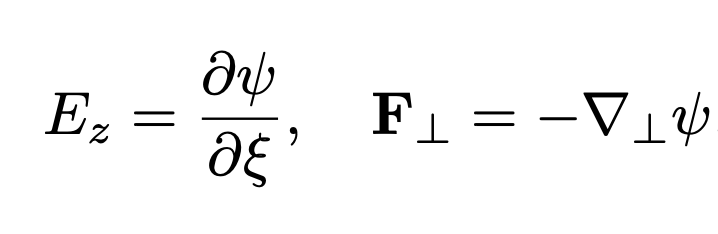 E_z = ∂ψ/∂ξ, 𝐅_⊥ = −∇_⊥ψ